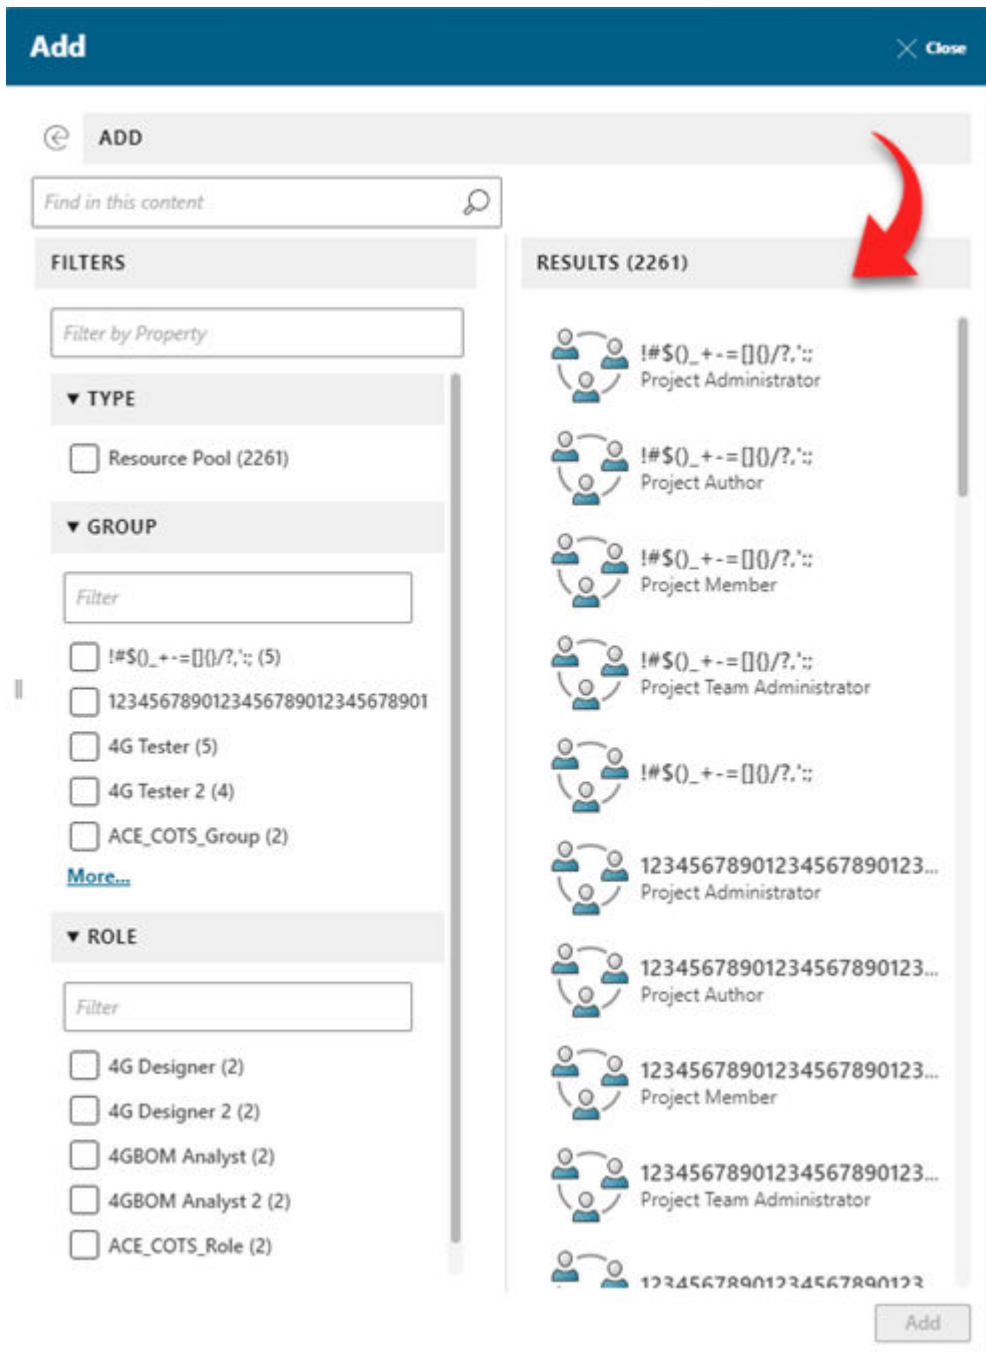 Add
Close
ADD
Find in this content
FILTERS
Filter by Property
▼ TYPE
Resource Pool (2261)
▼ GROUP
Filter
!#$()_+-=[]{}/?,':; (5)
1234567890123456789012345678901
4G Tester (5)
4G Tester 2 (4)
ACE_COTS_Group (2)
More...
▼ ROLE
Filter
4G Designer (2)
4G Designer 2 (2)
4GBOM Analyst (2)
4GBOM Analyst 2 (2)
ACE_COTS_Role (2)
RESULTS (2261)
!#$()_+-=[]{}/?,':;
Project Administrator
!#$()_+-=[]{}/?,':;
Project Author
!#$()_+-=[]{}/?,':;
Project Member
!#$()_+-=[]{}/?,':;
Project Team Administrator
!#$()_+-=[]{}/?,':;
12345678901234567890123...
Project Administrator
12345678901234567890123...
Project Author
12345678901234567890123...
Project Member
12345678901234567890123...
Project Team Administrator
12345678901234567890123
Add